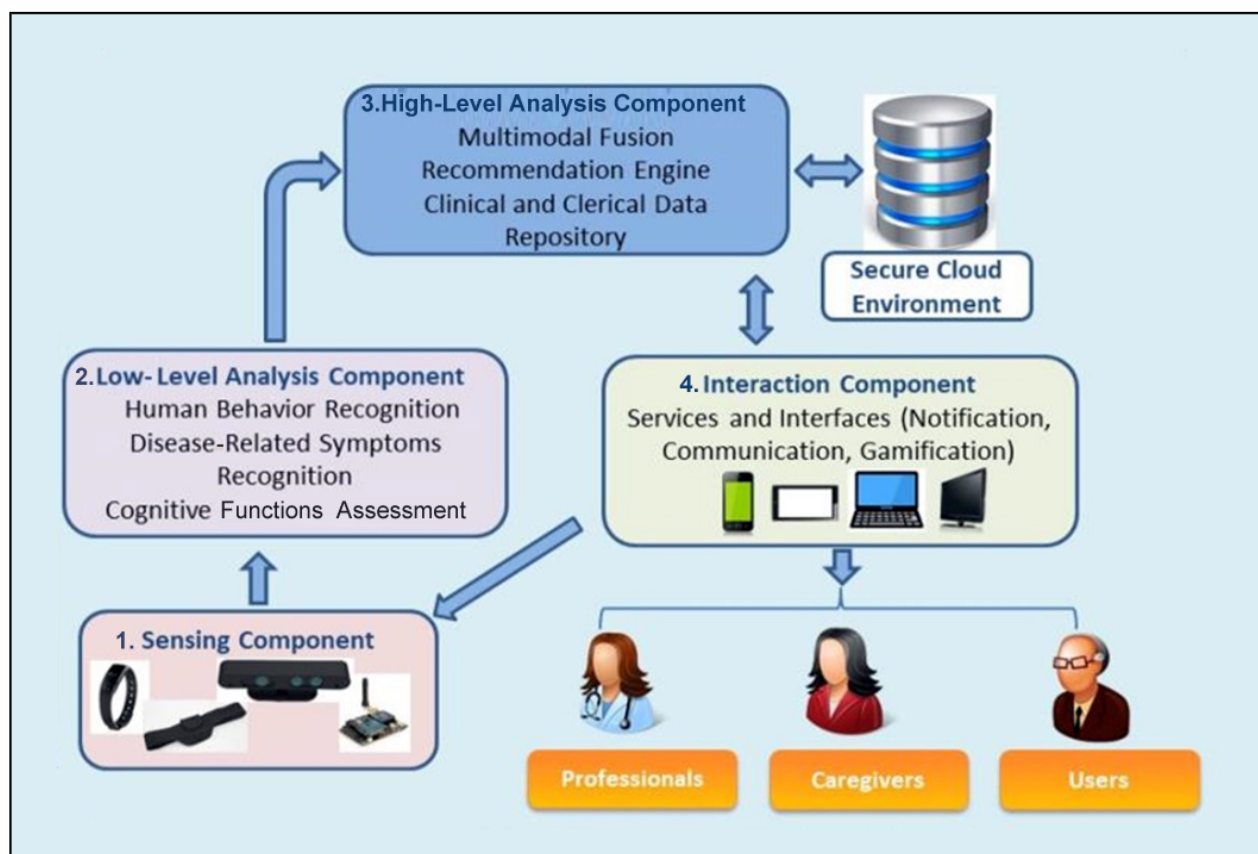 3.High-Level Analysis Component
Multimodal Fusion
Recommendation Engine
Clinical and Clerical Data
Repository
Secure Cloud
Environment
2.Low- Level Analysis Component
Human Behavior Recognition
Disease-Related Symptoms
Recognition
Cognitive Functions Assessment
4. Interaction Component
Services and Interfaces (Notification,
Communication, Gamification)
1. Sensing Component
Professionals
Caregivers
Users